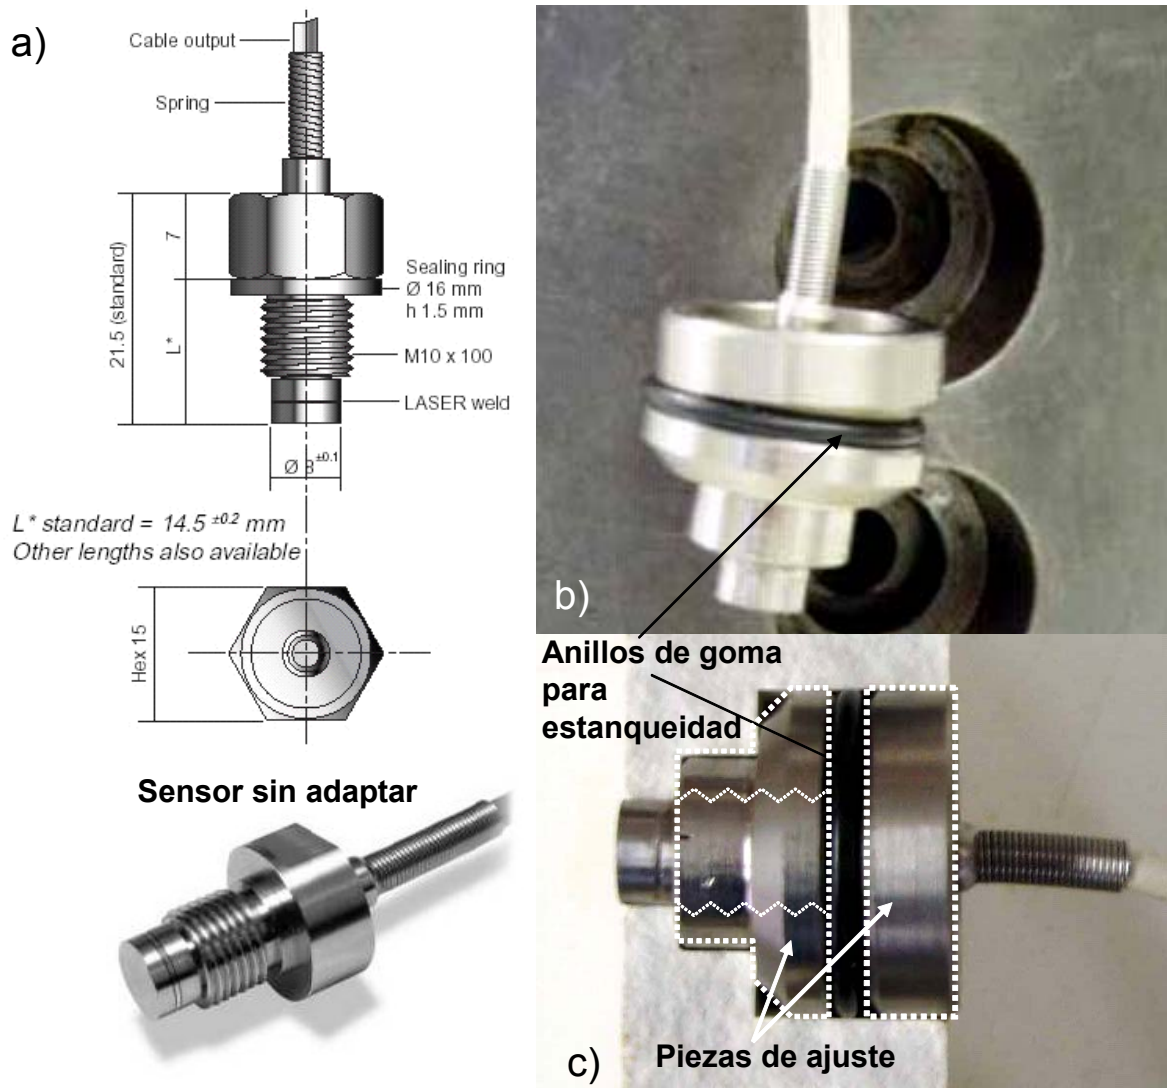 a)
Cable output
Spring
7
21.5 (standard)
L*
Sealing ring
Ø 16 mm
h 1.5 mm
M10 x 100
LASER weld
Ø 8 ±0.1
L* standard = 14.5 ±0.2 mm
Other lengths also available
Hex 15
Sensor sin adaptar
b)
Anillos de goma
para
estanqueidad
c)
Piezas de ajuste